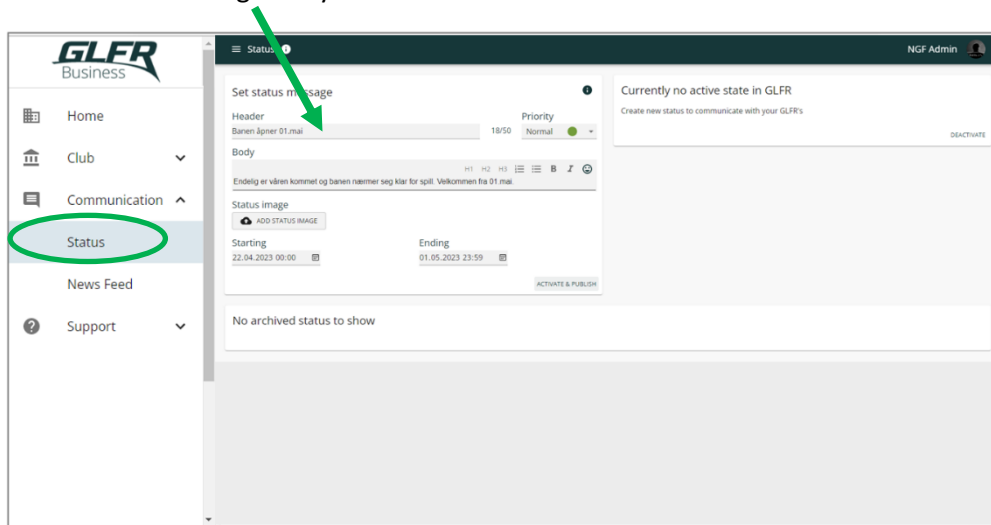 GLFR
Business
Status
NGF Admin
Home
Club
Communication
Status
News Feed
Support
Set status message
Header
Priority
Banen åpner 01.mai
18/50
Normal
Body
H1 H2 H3 B I
Endelig er våren kommet og banen nærmer seg klar for spill. Velkommen fra 01.mai.
Status image
ADD STATUS IMAGE
Starting
Ending
22.04.2023 00:00
01.05.2023 23:59
ACTIVATE & PUBLISH
Currently no active state in GLFR
Create new status to communicate with your GLFR's
DEACTIVATE
No archived status to show